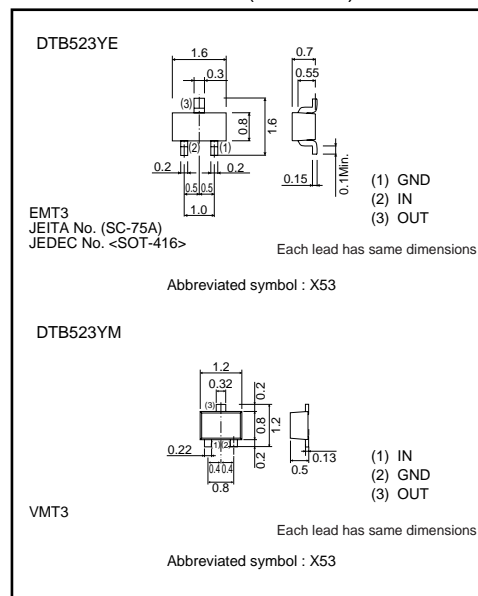 DTB523YE
1.6
0.3
(3)
0.8
1.6
(2)
(1)
0.2
0.2
0.5 0.5
1.0
0.7
0.55
0.15
0.1Min.
(1) GND
(2) IN
(3) OUT
EMT3
JEITA No. (SC-75A)
JEDEC No. <SOT-416>
Each lead has same dimensions
Abbreviated symbol : X53
DTB523YM
1.2
0.32
(3)
0.2
0.8
1.2
0.22
(1)(2)
0.2
0.4 0.4
0.8
0.13
0.5
(1) IN
(2) GND
(3) OUT
VMT3
Each lead has same dimensions
Abbreviated symbol : X53